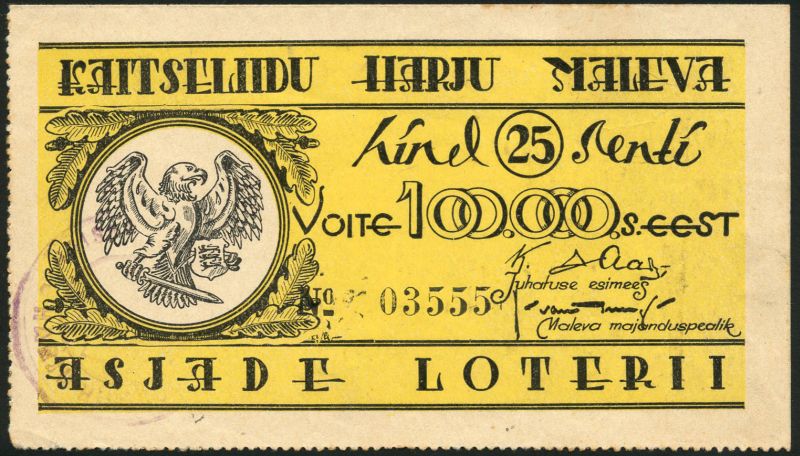 KAITSELIIDU HARJU MALEVA
hind 25 senti
VOITE 100.000 S. EEST
No 03555
Juhatuse esimees
Maleva majanduspealik
ASJADE LOTERII